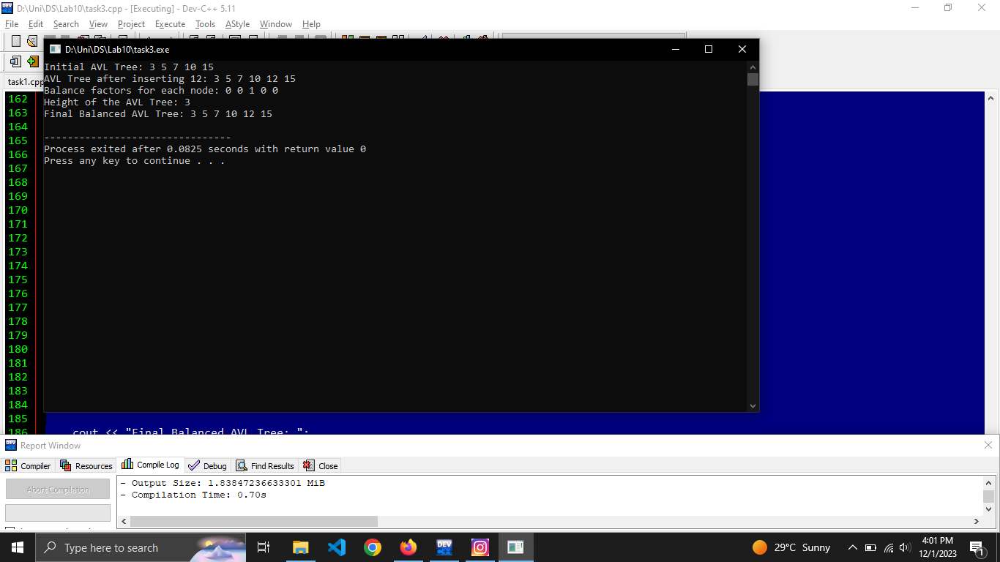 D:\Uni\DS\Lab10\task3.cpp - [Executing] - Dev-C++ 5.11
File Edit Search View Project Execute Tools AStyle Window Help
D:\Uni\DS\Lab10\task3.exe
Initial AVL Tree: 3 5 7 10 15
AVL Tree after inserting 12: 3 5 7 10 12 15
Balance factors for each node: 0 0 1 0 0
Height of the AVL Tree: 3
Final Balanced AVL Tree: 3 5 7 10 12 15
--------------------------------
Process exited after 0.0825 seconds with return value 0
Press any key to continue . . .
task1.cpp
162
163
164
165
166
167
168
169
170
171
172
173
174
175
176
177
178
179
180
181
182
183
184
185
186 cout << "Final Balanced AVL Tree: ";
Report Window
Compiler Resources Compile Log Debug Find Results Close
Abort Compilation
- Output Size: 1.83847236633301 MiB
- Compilation Time: 0.70s
Type here to search
DEV
29°C Sunny
4:01 PM
12/1/2023
1